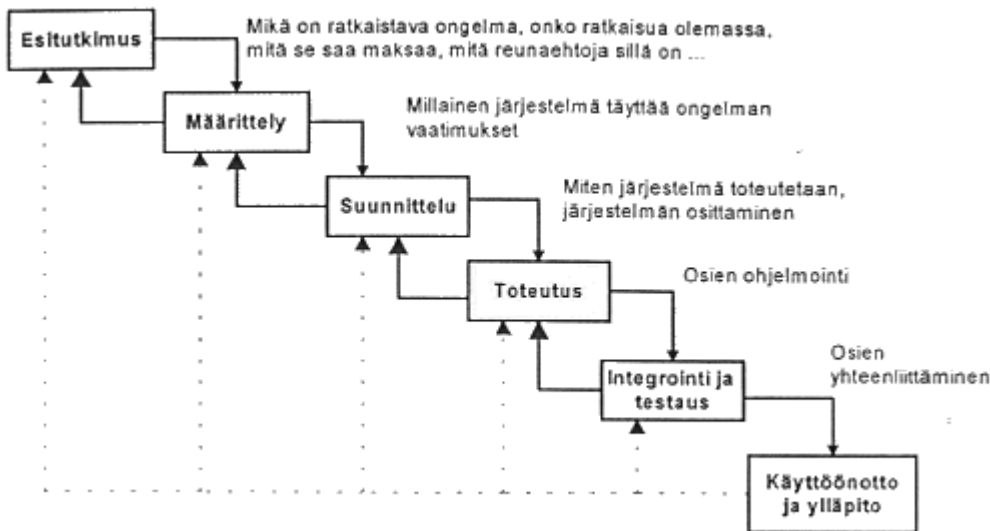 Esitutkimus
Mikä on ratkaistava ongelma, onko ratkaisua olemassa,
mitä se saa maksaa, mitä reunaehtoja sillä on ...
Määrittely
Millainen järjestelmä täyttää ongelman
vaatimukset
Suunnittelu
Miten järjestelmä toteutetaan,
järjestelmän osittaminen
Toteutus
Osien ohjelmointi
Integrointi ja
testaus
Osien
yhteenliittäminen
Käyttöönotto
ja ylläpito